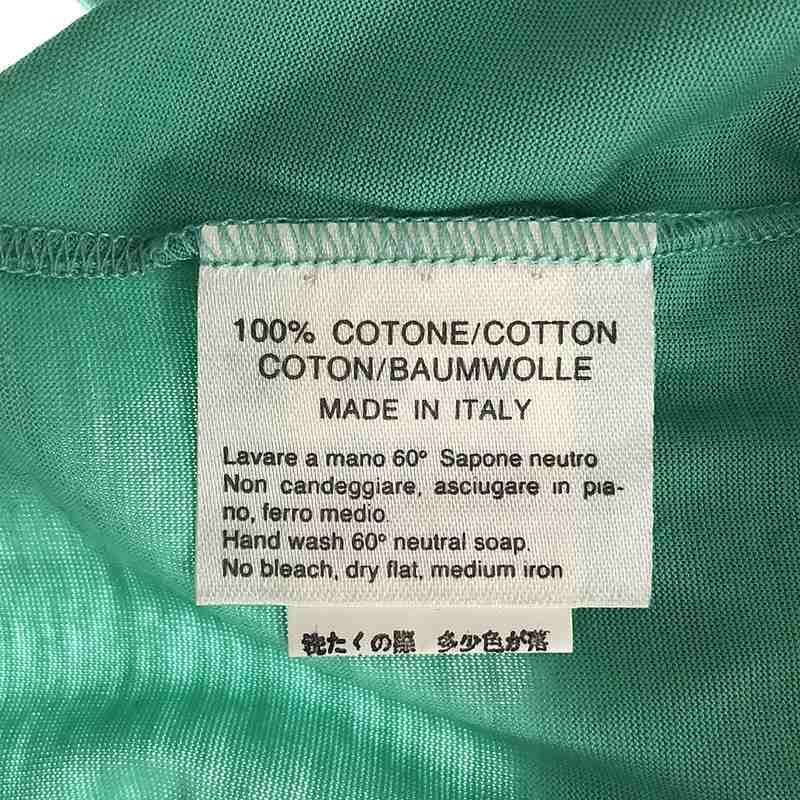 100% COTONE/COTTON
COTON/BAUMWOLLE
MADE IN ITALY
Lavare a mano 60° Sapone neutro
Non candeggiare, asciugare in pia-
no, ferro medio.
Hand wash 60° neutral soap.
No bleach, dry flat, medium iron
洗たくの際 多少色が落